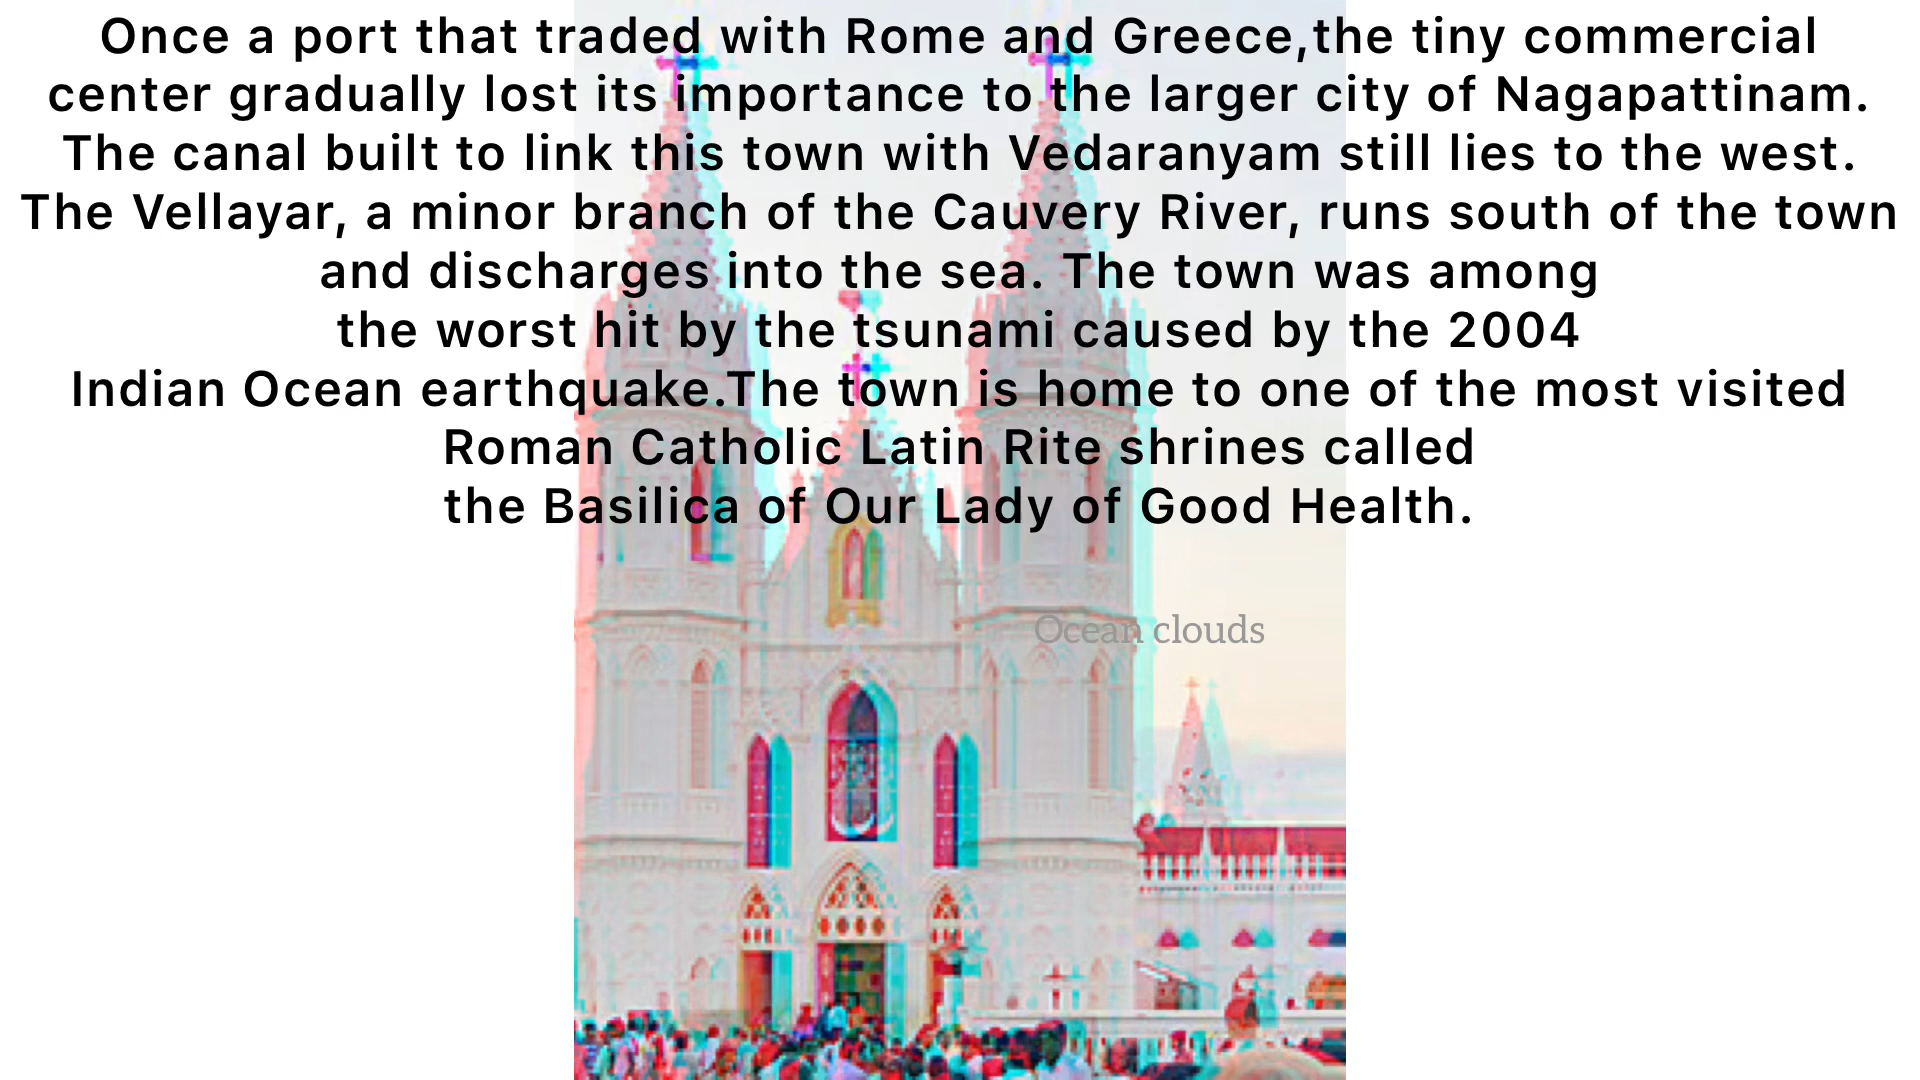 Once a port that traded with Rome and Greece,the tiny commercial
center gradually lost its importance to the larger city of Nagapattinam.
The canal built to link this town with Vedaranyam still lies to the west.
The Vellayar, a minor branch of the Cauvery River, runs south of the town
and discharges into the sea. The town was among
the worst hit by the tsunami caused by the 2004
Indian Ocean earthquake.The town is home to one of the most visited
Roman Catholic Latin Rite shrines called
the Basilica of Our Lady of Good Health.
Ocean clouds